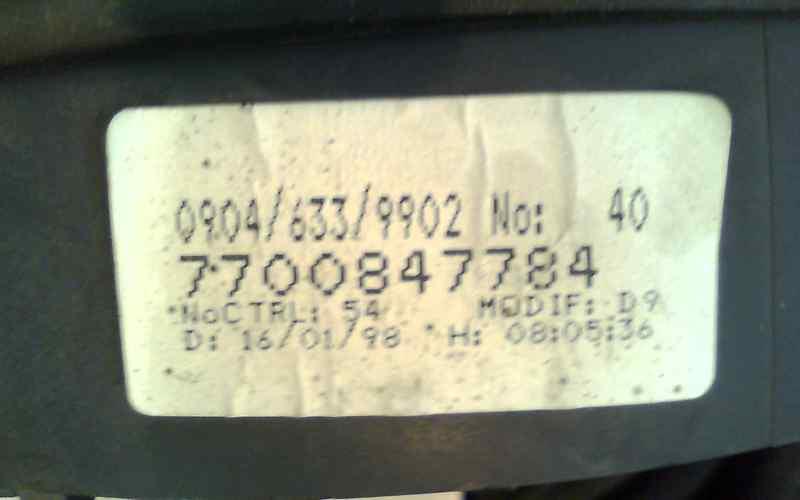 0904/633/9902 No: 40
7700847784
NoCTRL: 54 MODIF: D9
D: 16/01/98 H: 08:05:36